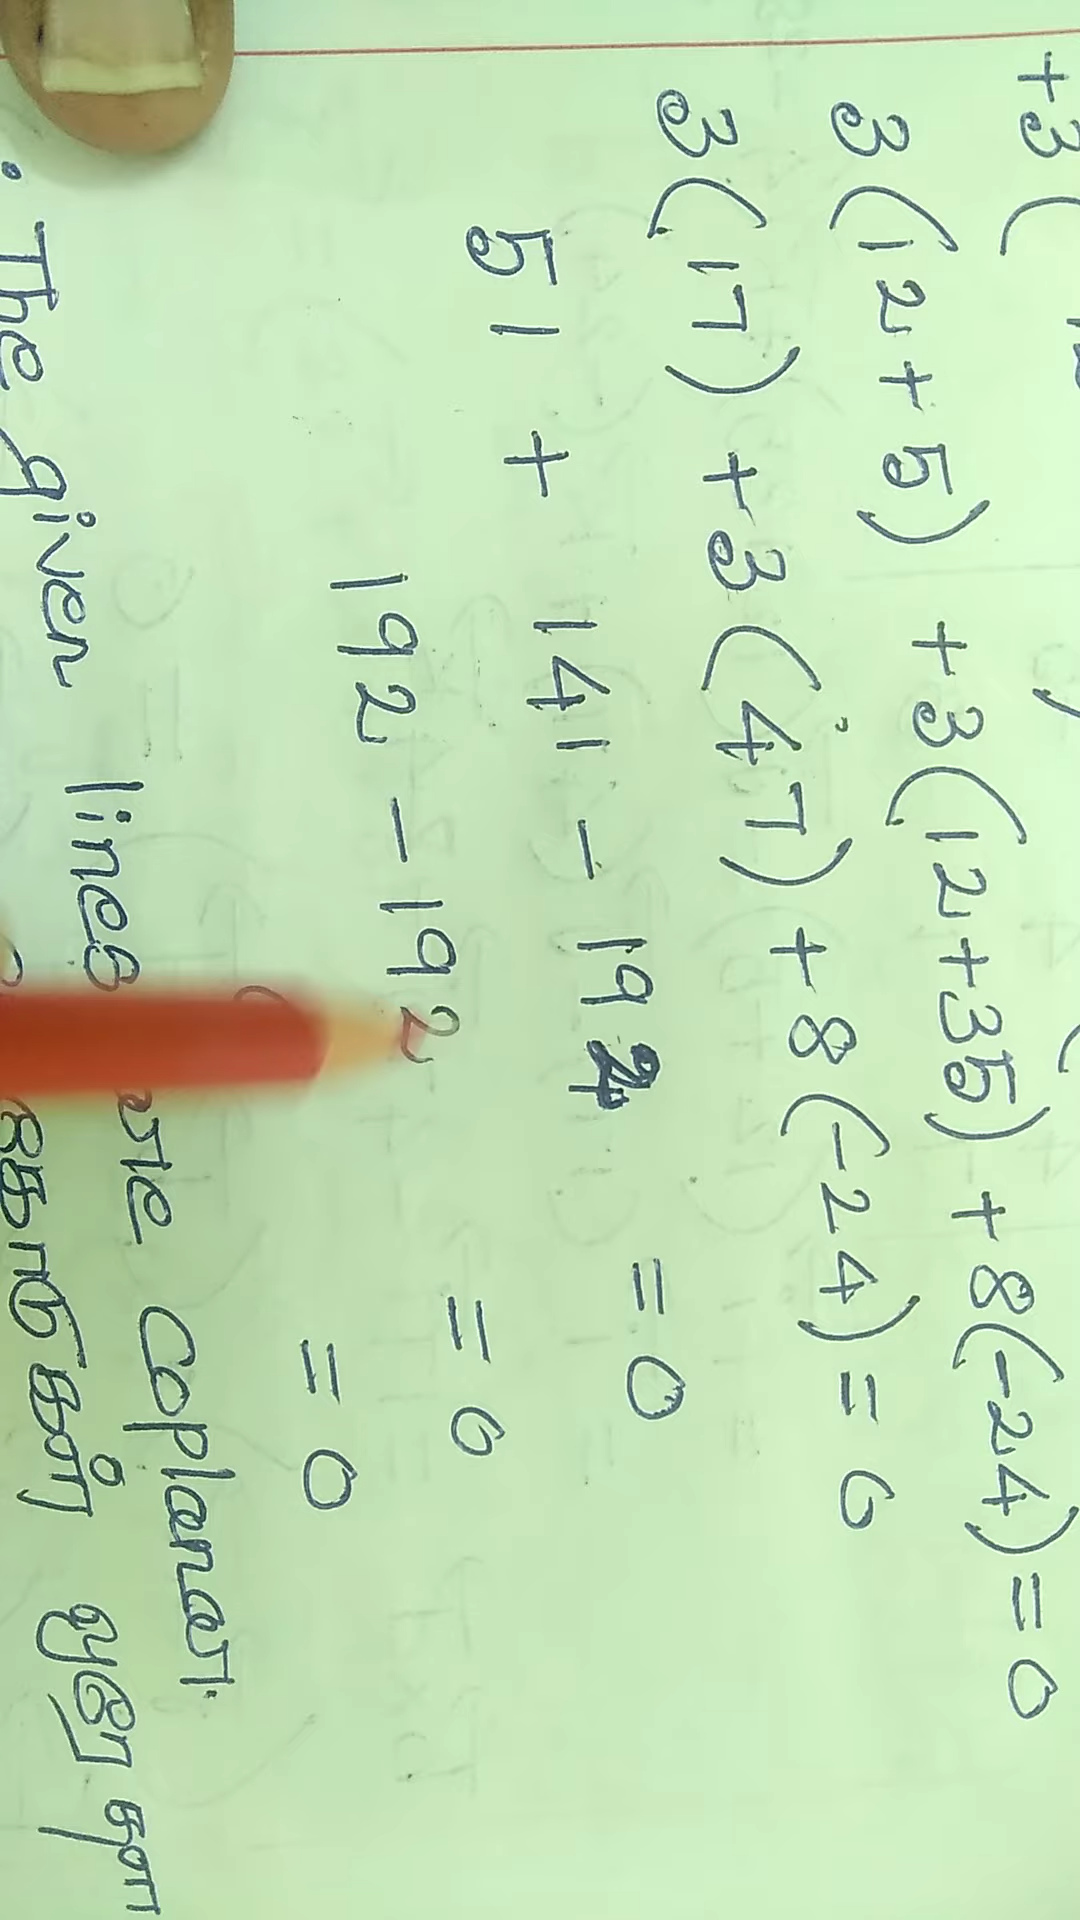 +3(
3(12+5) +3(12+35) +8(-24)=0
3(17) +3(47) +8(-24)=0
51 + 141 - 192 =0
192 - 192 =0
=0
∴ The given lines are coplanar.